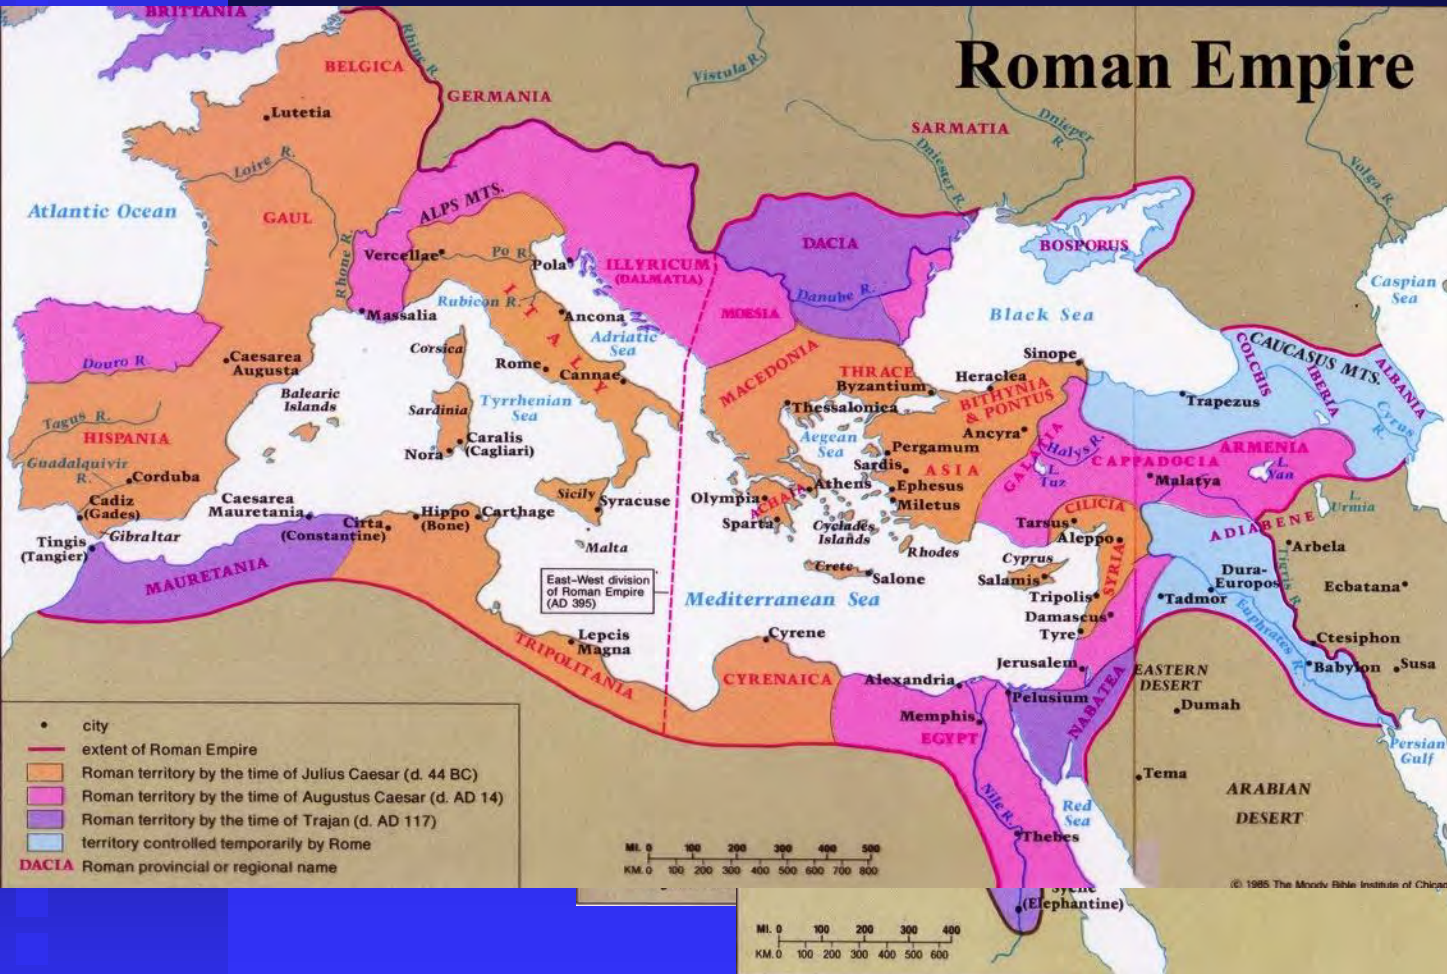 Roman Empire
BRITTANIA
Rhine R.
BELGICA
GERMANIA
Lutetia
Vistula R.
SARMATIA
Dnieper
R.
Dniester R.
Volga R.
Loire R.
Atlantic Ocean
GAUL
ALPS MTS.
Rhone R.
Vercellae
Po R.
Pola
ILLYRICUM
(DALMATIA)
DACIA
BOSPORUS
Caspian
Sea
Danube R.
Rubicon R.
ITALY
Massalia
Ancona
Adriatic
Sea
MOESIA
Black Sea
Douro R.
Caesarea
Augusta
Corsica
Rome
Cannae
MACEDONIA
THRACE
Byzantium
Sinope
Heraclea
BITHYNIA
& PONTUS
COLCHIS
CAUCASUS MTS.
IBERIA
ALBANIA
Cyrus
R.
Trapezus
Balearic
Islands
Sardinia
Tyrrhenian
Sea
Thessalonica
Tagus R.
HISPANIA
Caralis
(Cagliari)
Nora
Aegean
Sea
Pergamum
Ancyra
GALATIA
Halys R.
ARMENIA
Guadalquivir
R.
Corduba
Sardis
ASIA
L.
Tuz
CAPPADOCIA
L.
Van
Malatya
Cadiz
(Gades)
Caesarea
Mauretania
Cirta
(Constantine)
Hippo
(Bone)
Carthage
Sicily
Syracuse
Olympia
ACHAIA
Athens
Ephesus
Miletus
Sparta
Cyclades
Islands
CILICIA
Tarsus
Aleppo
L.
Urmia
ADIABENE
Tingis
(Tangier)
Gibraltar
Malta
Rhodes
Cyprus
Salamis
SYRIA
Arbela
Tigris R.
MAURETANIA
East-West division
of Roman Empire
(AD 395)
Crete
Salone
Mediterranean Sea
Tripolis
Damascus
Tyre
Dura-
Europos
Tadmor
Euphrates R.
Ecbatana
Lepcis
Magna
TRIPOLITANIA
Cyrene
CYRENAICA
Ctesiphon
Babylon
Susa
Jerusalem
Alexandria
Pelusium
NABATEA
EASTERN
DESERT
Dumah
Memphis
EGYPT
Persian
Gulf
Tema
ARABIAN
DESERT
Nile R.
Red
Sea
Thebes
city
extent of Roman Empire
Roman territory by the time of Julius Caesar (d. 44 BC)
Roman territory by the time of Augustus Caesar (d. AD 14)
Roman territory by the time of Trajan (d. AD 117)
territory controlled temporarily by Rome
DACIA Roman provincial or regional name
MI. 0 100 200 300 400 500
KM. 0 100 200 300 400 500 600 700 800
© 1985 The Moody Bible Institute of
Syene
(Elephantine)
MI. 0 100 200 300 400
KM. 0 100 200 300 400 500 600